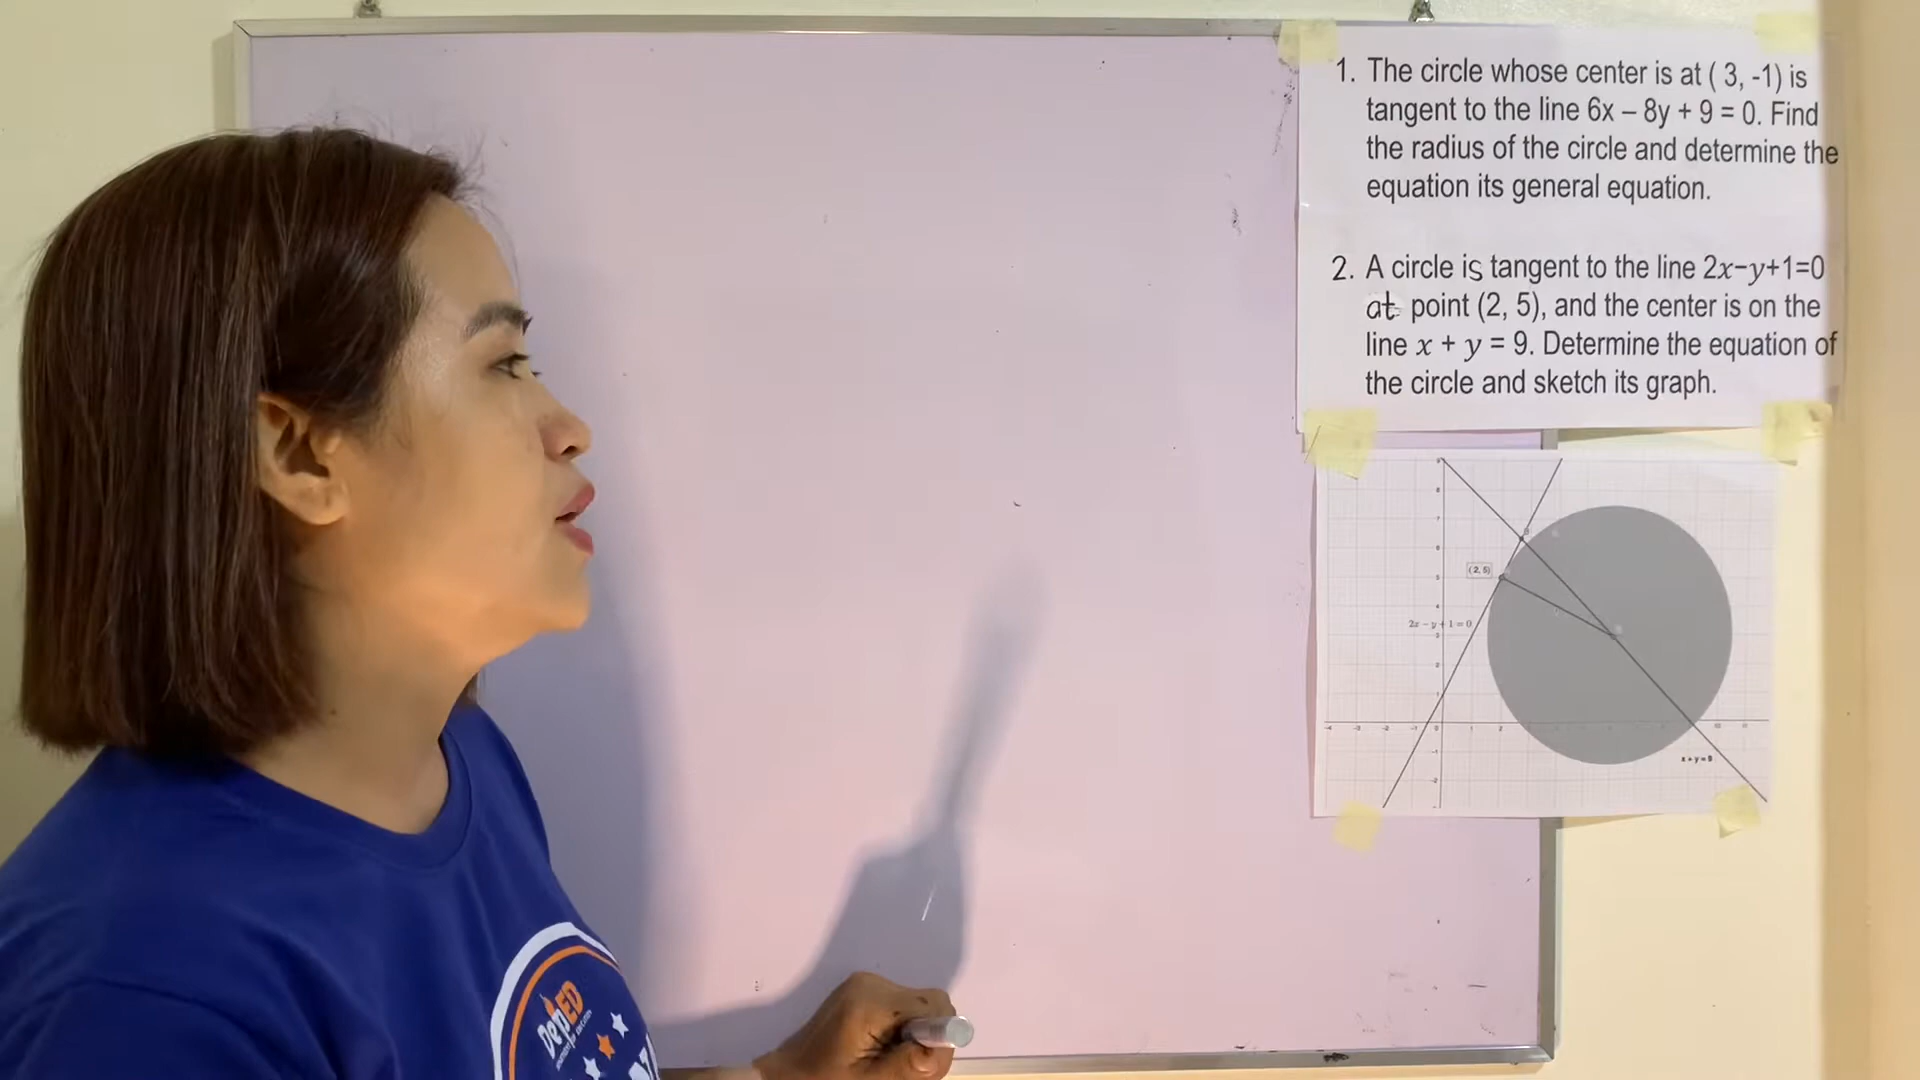 1. The circle whose center is at ( 3, -1) is
tangent to the line 6x – 8y + 9 = 0. Find
the radius of the circle and determine the
equation its general equation.
2. A circle is tangent to the line 2x−y+1=0
at point (2, 5), and the center is on the
line x + y = 9. Determine the equation of
the circle and sketch its graph.
(2, 5)
2x − y + 1 = 0
x + y = 9
DepED